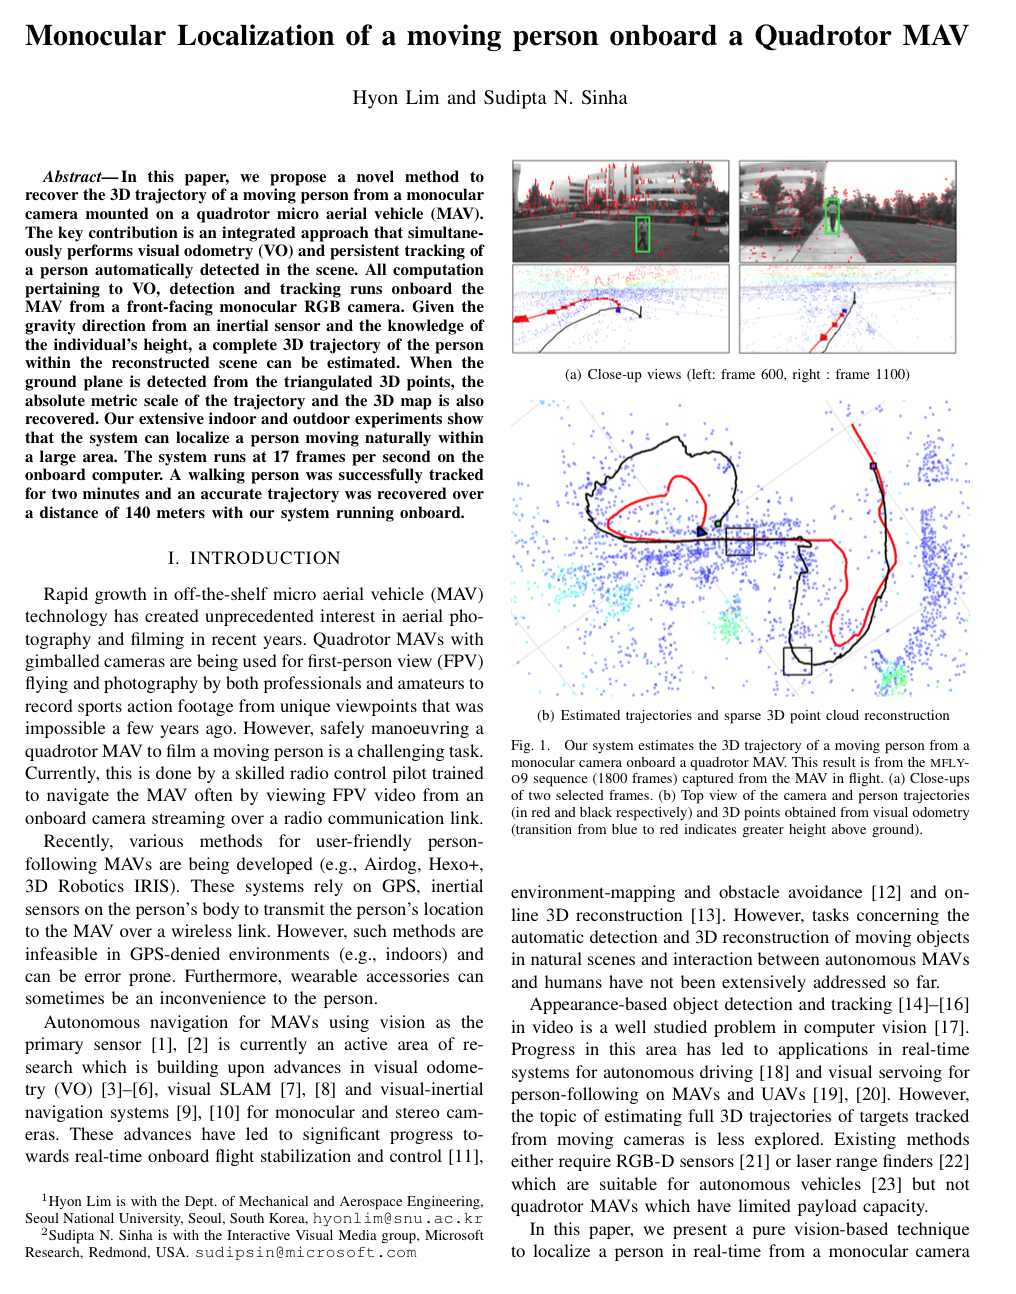 Monocular Localization of a moving person onboard a Quadrotor MAV
Hyon Lim and Sudipta N. Sinha
Abstract— In this paper, we propose a novel method to
recover the 3D trajectory of a moving person from a monocular
camera mounted on a quadrotor micro aerial vehicle (MAV).
The key contribution is an integrated approach that simultane-
ously performs visual odometry (VO) and persistent tracking of
a person automatically detected in the scene. All computation
pertaining to VO, detection and tracking runs onboard the
MAV from a front-facing monocular RGB camera. Given the
gravity direction from an inertial sensor and the knowledge of
the individual's height, a complete 3D trajectory of the person
within the reconstructed scene can be estimated. When the
ground plane is detected from the triangulated 3D points, the
absolute metric scale of the trajectory and the 3D map is also
recovered. Our extensive indoor and outdoor experiments show
that the system can localize a person moving naturally within
a large area. The system runs at 17 frames per second on the
onboard computer. A walking person was successfully tracked
for two minutes and an accurate trajectory was recovered over
a distance of 140 meters with our system running onboard.
I. INTRODUCTION
Rapid growth in off-the-shelf micro aerial vehicle (MAV)
technology has created unprecedented interest in aerial pho-
tography and filming in recent years. Quadrotor MAVs with
gimballed cameras are being used for first-person view (FPV)
flying and photography by both professionals and amateurs to
record sports action footage from unique viewpoints that was
impossible a few years ago. However, safely manoeuvring a
quadrotor MAV to film a moving person is a challenging task.
Currently, this is done by a skilled radio control pilot trained
to navigate the MAV often by viewing FPV video from an
onboard camera streaming over a radio communication link.
Recently, various methods for user-friendly person-
following MAVs are being developed (e.g., Airdog, Hexo+,
3D Robotics IRIS). These systems rely on GPS, inertial
sensors on the person's body to transmit the person's location
to the MAV over a wireless link. However, such methods are
infeasible in GPS-denied environments (e.g., indoors) and
can be error prone. Furthermore, wearable accessories can
sometimes be an inconvenience to the person.
Autonomous navigation for MAVs using vision as the
primary sensor [1], [2] is currently an active area of re-
search which is building upon advances in visual odome-
try (VO) [3]–[6], visual SLAM [7], [8] and visual-inertial
navigation systems [9], [10] for monocular and stereo cam-
eras. These advances have led to significant progress to-
wards real-time onboard flight stabilization and control [11],
1Hyon Lim is with the Dept. of Mechanical and Aerospace Engineering,
Seoul National University, Seoul, South Korea, hyonlim@snu.ac.kr
2Sudipta N. Sinha is with the Interactive Visual Media group, Microsoft
Research, Redmond, USA. sudipsin@microsoft.com
(a) Close-up views (left: frame 600, right : frame 1100)
(b) Estimated trajectories and sparse 3D point cloud reconstruction
Fig. 1. Our system estimates the 3D trajectory of a moving person from a
monocular camera onboard a quadrotor MAV. This result is from the MFLY-
O9 sequence (1800 frames) captured from the MAV in flight. (a) Close-ups
of two selected frames. (b) Top view of the camera and person trajectories
(in red and black respectively) and 3D points obtained from visual odometry
(transition from blue to red indicates greater height above ground).
environment-mapping and obstacle avoidance [12] and on-
line 3D reconstruction [13]. However, tasks concerning the
automatic detection and 3D reconstruction of moving objects
in natural scenes and interaction between autonomous MAVs
and humans have not been extensively addressed so far.
Appearance-based object detection and tracking [14]–[16]
in video is a well studied problem in computer vision [17].
Progress in this area has led to applications in real-time
systems for autonomous driving [18] and visual servoing for
person-following on MAVs and UAVs [19], [20]. However,
the topic of estimating full 3D trajectories of targets tracked
from moving cameras is less explored. Existing methods
either require RGB-D sensors [21] or laser range finders [22]
which are suitable for autonomous vehicles [23] but not
quadrotor MAVs which have limited payload capacity.
In this paper, we present a pure vision-based technique
to localize a person in real-time from a monocular camera